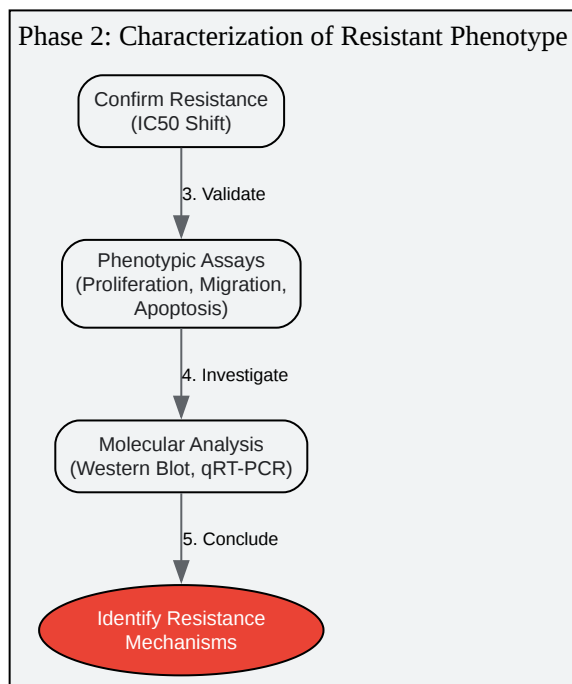 Phase 2: Characterization of Resistant Phenotype
Confirm Resistance
(IC50 Shift)
3. Validate
Phenotypic Assays
(Proliferation, Migration,
Apoptosis)
4. Investigate
Molecular Analysis
(Western Blot, qRT-PCR)
5. Conclude
Identify Resistance
Mechanisms